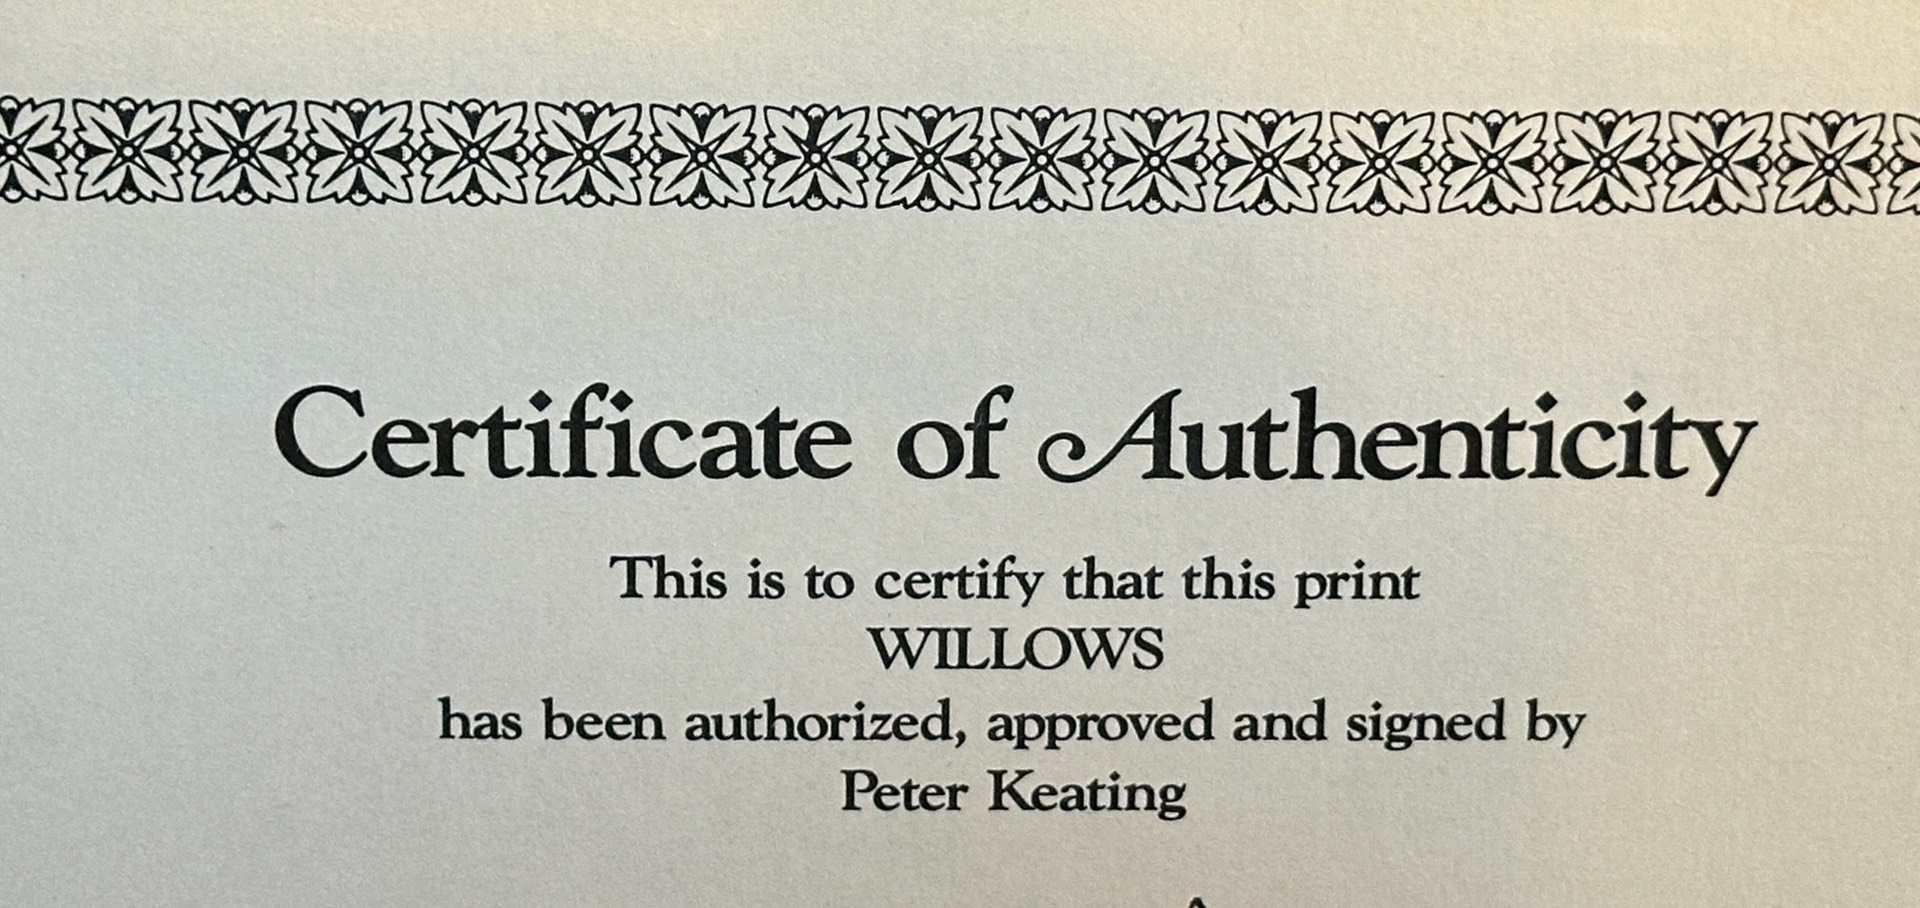 Certificate of Authenticity
This is to certify that this print
WILLOWS
has been authorized, approved and signed by
Peter Keating